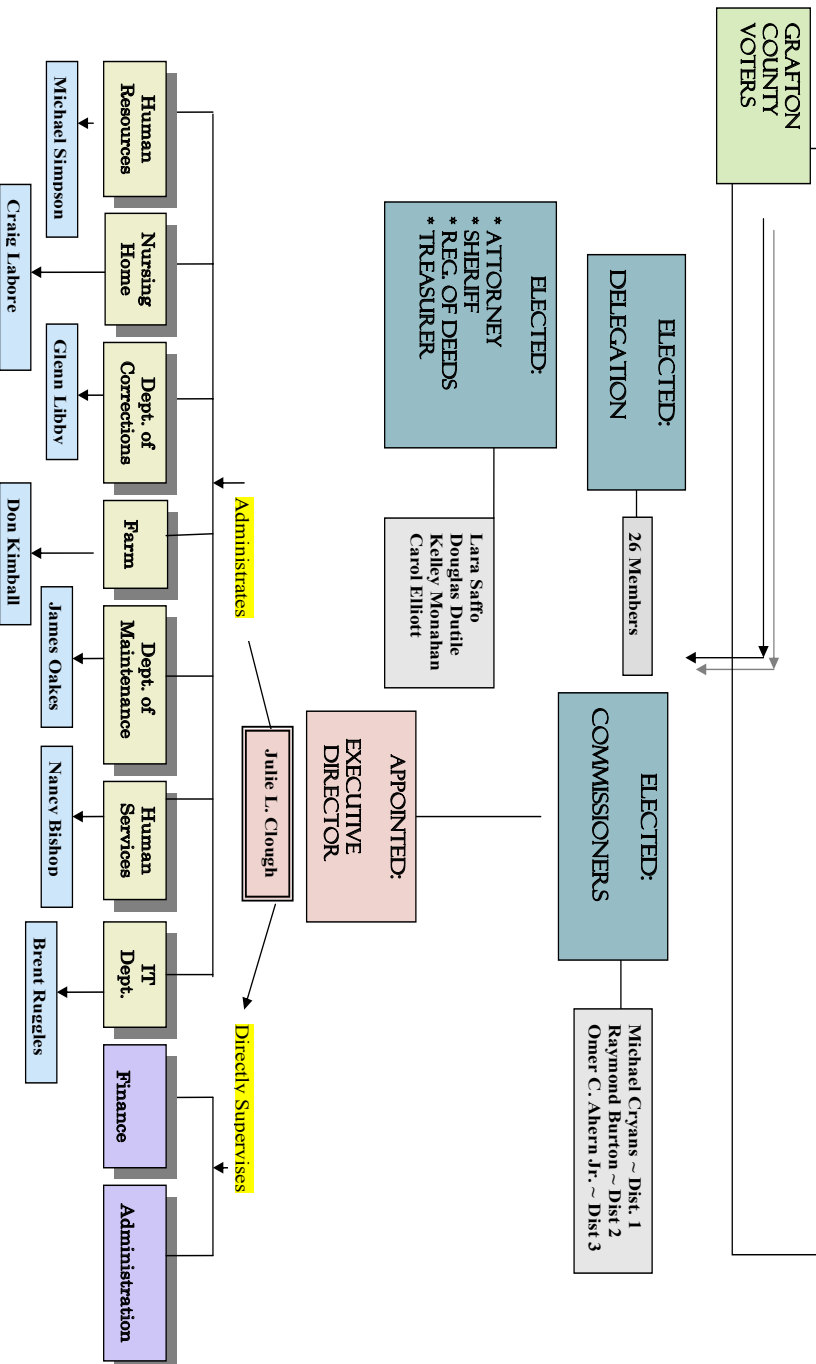 GRAFTON
COUNTY
VOTERS
ELECTED:
DELEGATION
26 Members
ELECTED:
COMMISSIONERS
Michael Cryans ~ Dist. 1
Raymond Burton ~ Dist 2
Omer C. Ahern Jr. ~ Dist 3
ELECTED:
* ATTORNEY
* SHERIFF
* REG. OF DEEDS
* TREASURER
Lara Saffo
Douglas Dutile
Kelley Monahan
Carol Elliott
APPOINTED:
EXECUTIVE
DIRECTOR
Julie L. Clough
Administrates
Directly Supervises
Human
Resources
Nursing
Home
Dept. of
Corrections
Farm
Dept. of
Maintenance
Human
Services
IT
Dept.
Finance
Administration
Michael Simpson
Craig Labore
Glenn Libby
Don Kimball
James Oakes
Nancy Bishop
Brent Ruggles